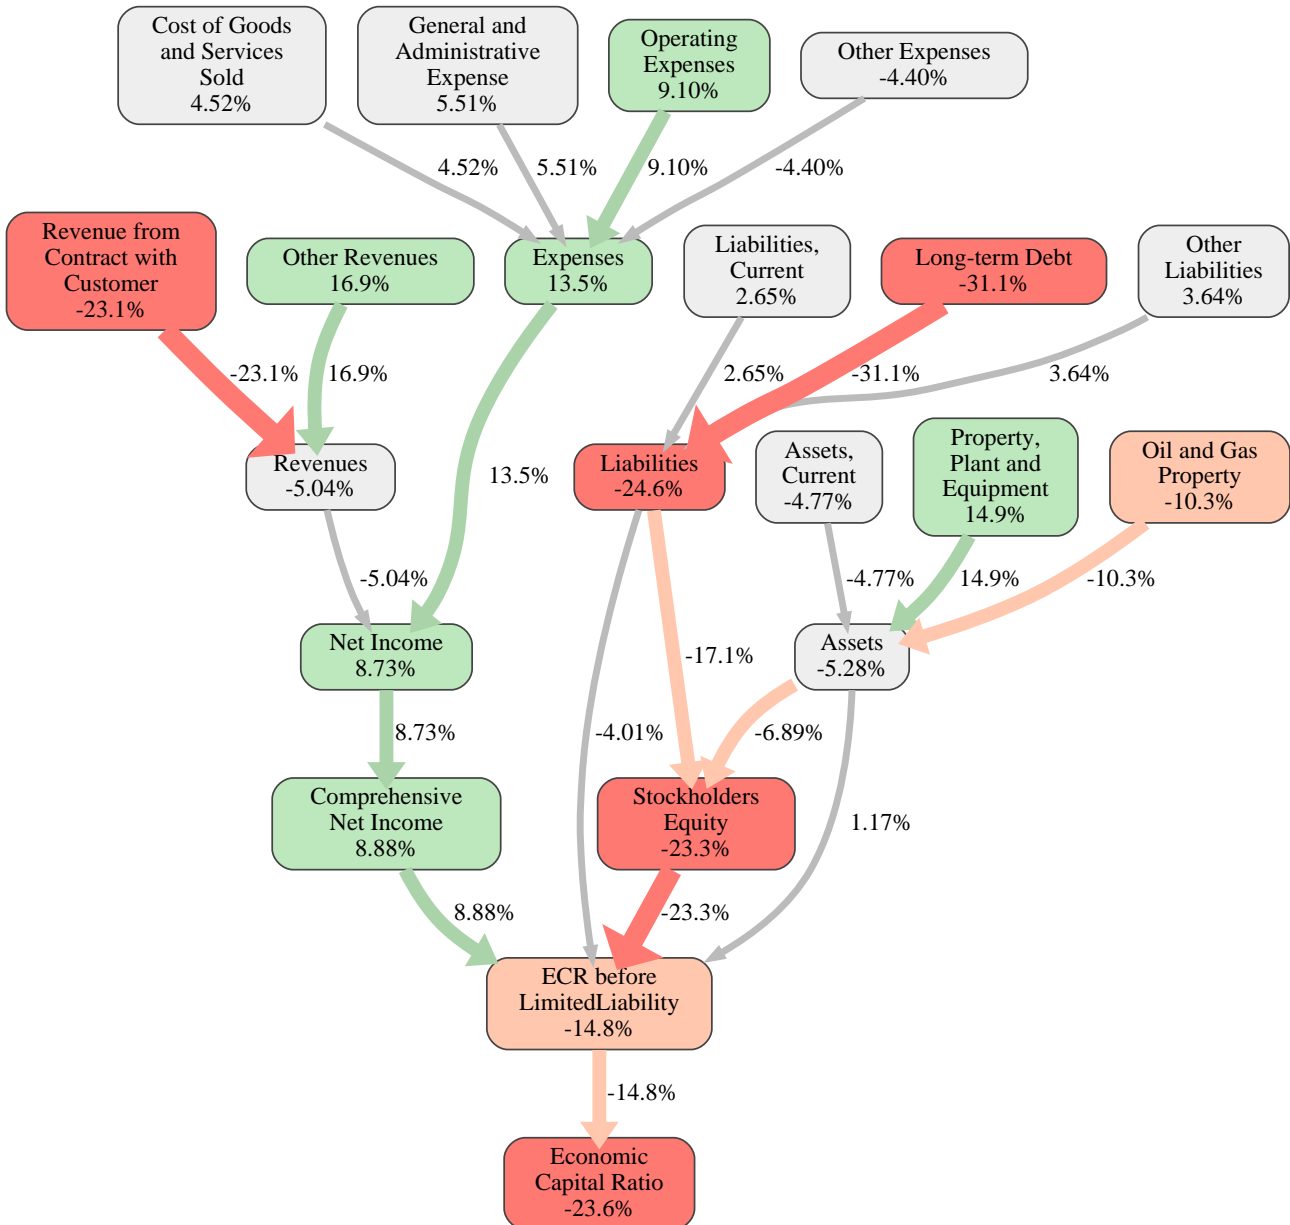 Cost of Goods
and Services
Sold
4.52%
General and
Administrative
Expense
5.51%
Operating
Expenses
9.10%
Other Expenses
-4.40%
4.52%
5.51%
9.10%
-4.40%
Revenue from
Contract with
Customer
-23.1%
Other Revenues
16.9%
Expenses
13.5%
Liabilities,
Current
2.65%
Long-term Debt
-31.1%
Other
Liabilities
3.64%
-23.1%
16.9%
2.65%
-31.1%
3.64%
Revenues
-5.04%
13.5%
Liabilities
-24.6%
Assets,
Current
-4.77%
Property,
Plant and
Equipment
14.9%
Oil and Gas
Property
-10.3%
-5.04%
-4.77%
14.9%
-10.3%
Net Income
8.73%
-17.1%
Assets
-5.28%
8.73%
-4.01%
-6.89%
Comprehensive
Net Income
8.88%
Stockholders
Equity
-23.3%
1.17%
8.88%
-23.3%
ECR before
LimitedLiability
-14.8%
-14.8%
Economic
Capital Ratio
-23.6%